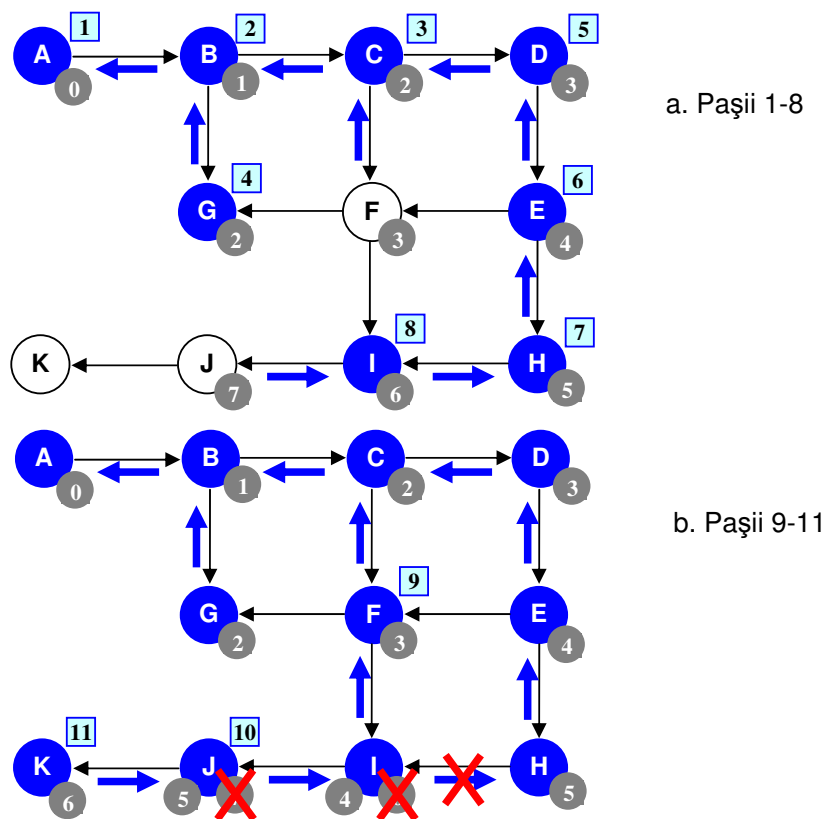 1 2 3 5
A B C D
0 1 2 3
a. Paşii 1-8
4 6
G F E
2 3 4
8 7
K J I H
7 6 5
A B C D
0 1 2 3
b. Paşii 9-11
9
G F E
2 3 4
11 10
K J I H
6 5 4 5